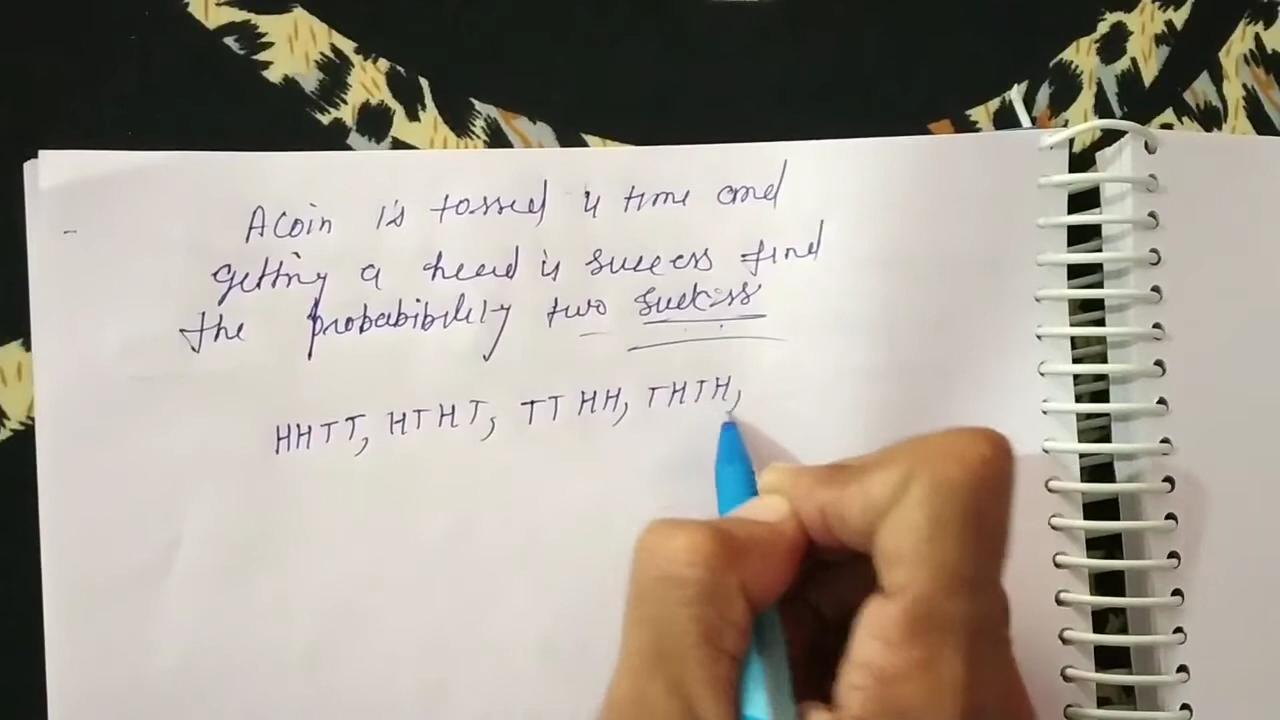 A coin is tossed 4 time and
getting a head is success find
the probability two success
HHTT, HTHT, TTHH, THTH,